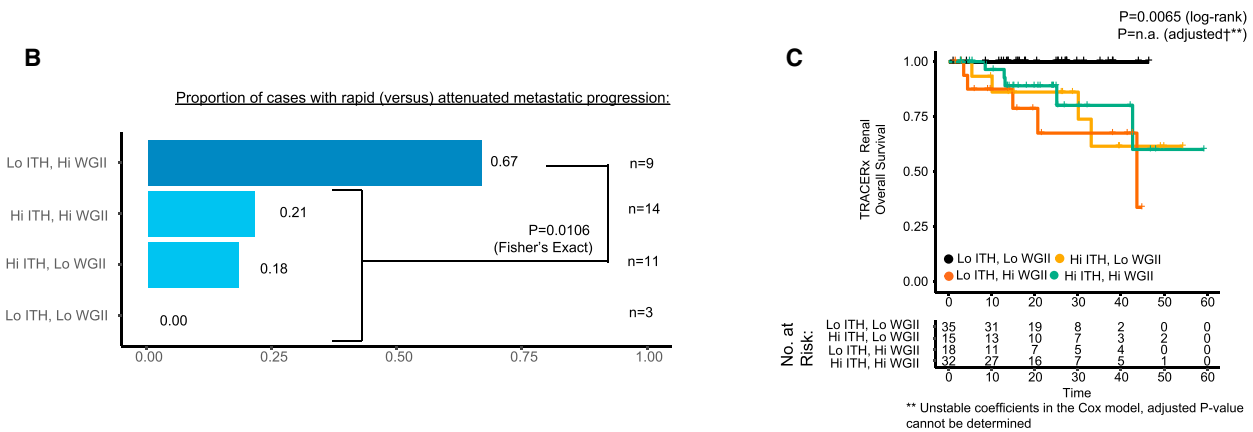 B
Proportion of cases with rapid (versus) attenuated metastatic progression:
Lo ITH, Hi WGII
0.67
n=9
Hi ITH, Hi WGII
0.21
n=14
P=0.0106
(Fisher's Exact)
Hi ITH, Lo WGII
0.18
n=11
Lo ITH, Lo WGII
0.00
n=3
0.00 0.25 0.50 0.75 1.00
P=0.0065 (log-rank)
P=n.a. (adjusted†**)
C
TRACERx Renal
Overall Survival
1.00
0.75
0.50
0.25
0.00
Lo ITH, Lo WGII Hi ITH, Lo WGII
Lo ITH, Hi WGII Hi ITH, Hi WGII
0 10 20 30 40 50 60
No. at
Risk:
Lo ITH, Lo WGII 35 31 19 8 2 0 0
Hi ITH, Lo WGII 15 13 10 7 3 2 0
Lo ITH, Hi WGII 18 11 7 5 4 0 0
Hi ITH, Hi WGII 32 27 16 7 5 1 0
0 10 20 30 40 50 60
Time
** Unstable coefficients in the Cox model, adjusted P-value
cannot be determined